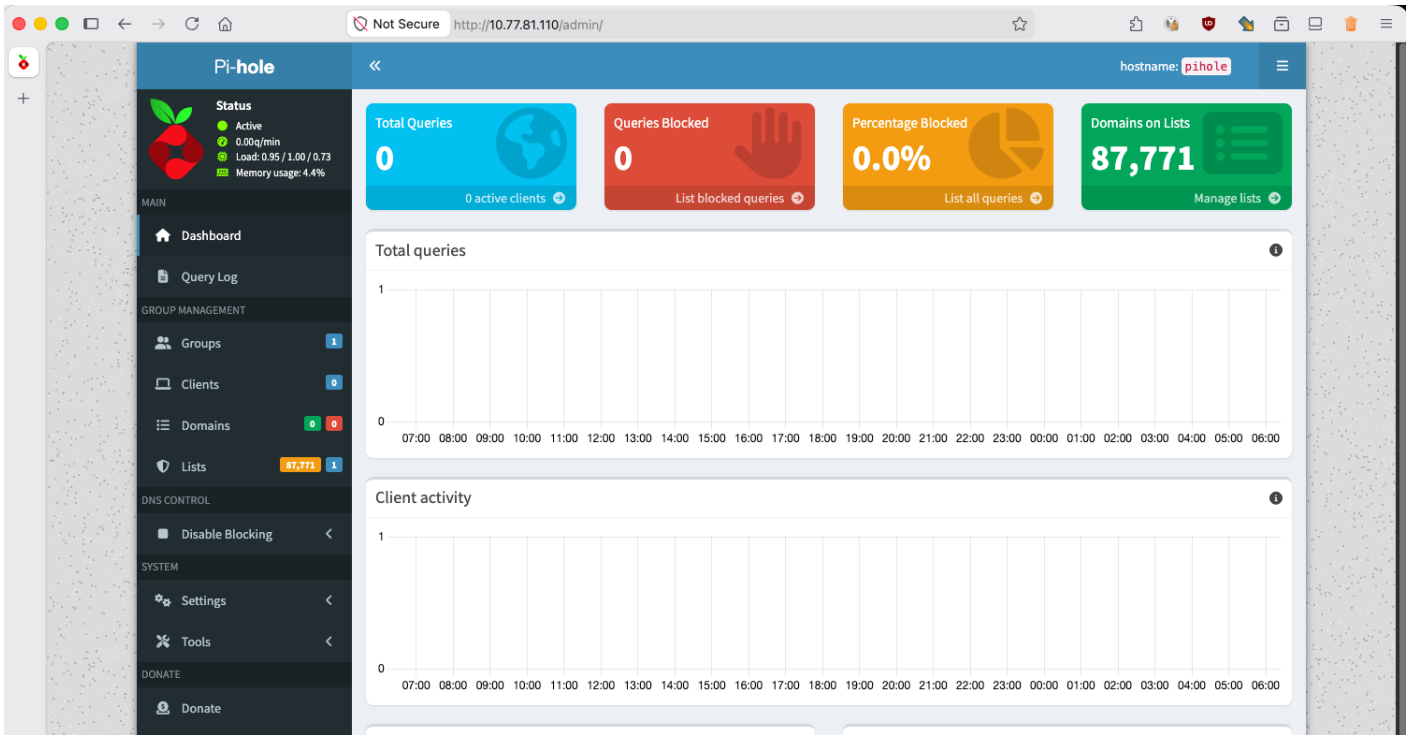 Not Secure http://10.77.81.110/admin/
Pi-hole
hostname: pihole
Status
Active
0.00q/min
Load: 0.95 / 1.00 / 0.73
Memory usage: 4.4%
MAIN
Dashboard
Query Log
GROUP MANAGEMENT
Groups 1
Clients 0
Domains 0 0
Lists 87,771 1
DNS CONTROL
Disable Blocking
SYSTEM
Settings
Tools
DONATE
Donate
Total Queries
0
0 active clients
Queries Blocked
0
List blocked queries
Percentage Blocked
0.0%
List all queries
Domains on Lists
87,771
Manage lists
Total queries
1
0
07:00 08:00 09:00 10:00 11:00 12:00 13:00 14:00 15:00 16:00 17:00 18:00 19:00 20:00 21:00 22:00 23:00 00:00 01:00 02:00 03:00 04:00 05:00 06:00
Client activity
1
0
07:00 08:00 09:00 10:00 11:00 12:00 13:00 14:00 15:00 16:00 17:00 18:00 19:00 20:00 21:00 22:00 23:00 00:00 01:00 02:00 03:00 04:00 05:00 06:00